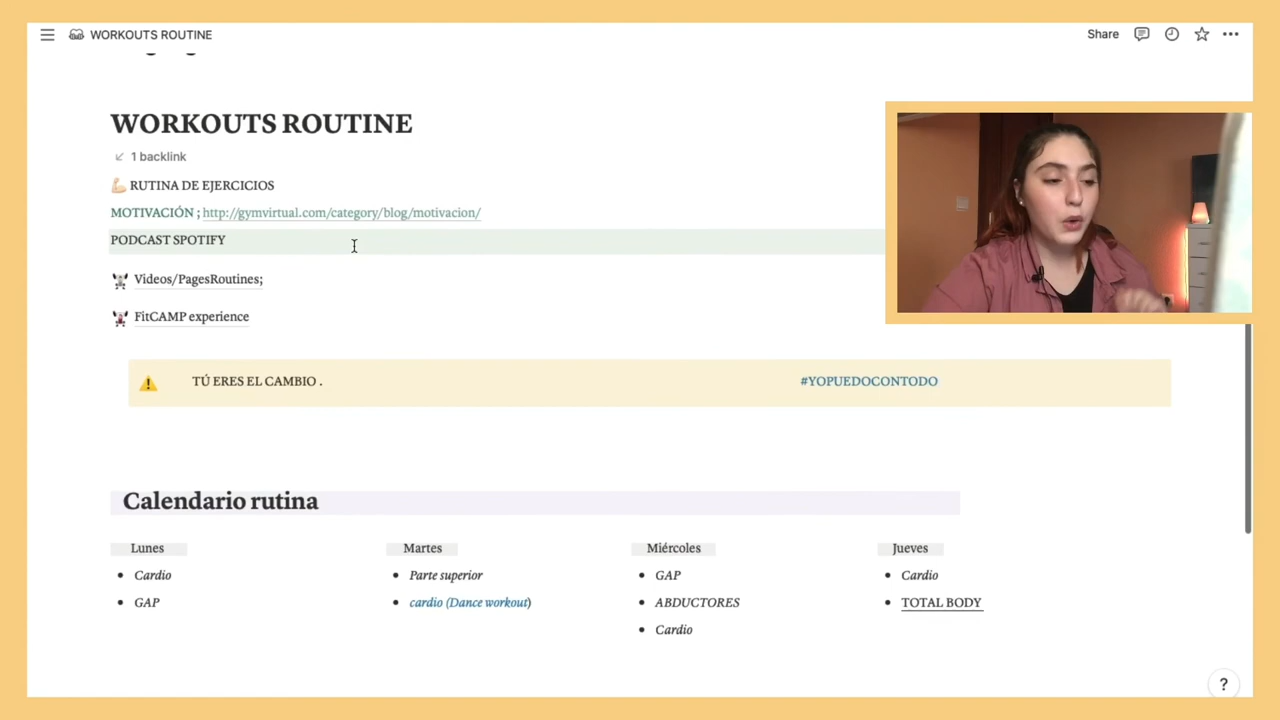 WORKOUTS ROUTINE
Share
WORKOUTS ROUTINE
1 backlink
RUTINA DE EJERCICIOS
MOTIVACIÓN ; http://gymvirtual.com/category/blog/motivacion/
PODCAST SPOTIFY
Videos/PagesRoutines;
FitCAMP experience
TÚ ERES EL CAMBIO . #YOPUEDOCONTODO
Calendario rutina
Lunes
Cardio
GAP
Martes
Parte superior
cardio (Dance workout)
Miércoles
GAP
ABDUCTORES
Cardio
Jueves
Cardio
TOTAL BODY
?